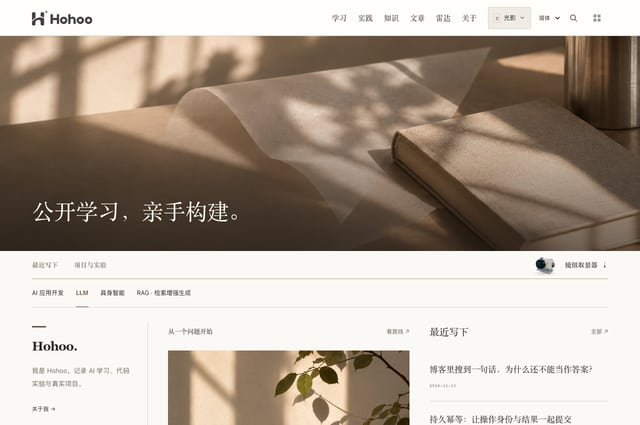 Hohoo
学习 实践 知识 文章 雷达 关于 光影 简体
公开学习，亲手构建。
最近写下 项目与实验 镜组取景器 ↓
AI 应用开发 LLM 具身智能 RAG · 检索增强生成
从一个问题开始 看路线 ↗
最近写下 全部 ↗
Hohoo.
博客里搜到一句话，为什么还不能当作答案?
我是 Hohoo，记录 AI 学习、代码
实验与真实项目。
关于我 →
持久幂等：让操作身份与结果一起提交